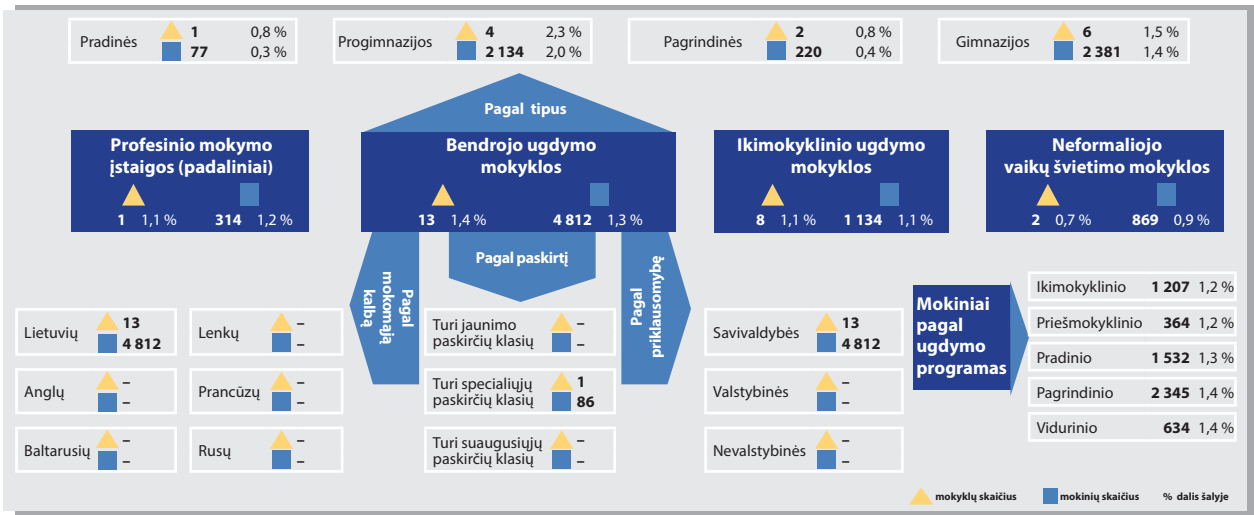 Pradinės
1 0,8 %
77 0,3 %
Progimnazijos
4 2,3 %
2 134 2,0 %
Pagrindinės
2 0,8 %
220 0,4 %
Gimnazijos
6 1,5 %
2 381 1,4 %
Pagal tipus
Profesinio mokymo
įstaigos (padaliniai)
1 1,1 % 314 1,2 %
Bendrojo ugdymo
mokyklos
13 1,4 % 4 812 1,3 %
Ikimokyklinio ugdymo
mokyklos
8 1,1 % 1 134 1,1 %
Neformaliojo
vaikų švietimo mokyklos
2 0,7 % 869 0,9 %
Pagal
mokomąją
kalbą
Pagal paskirtį
Pagal
priklausomybę
Lietuvių
13
4 812
Lenkų
–
–
Anglų
–
–
Prancūzų
–
–
Baltarusių
–
–
Rusų
–
–
Turi jaunimo
paskirčių klasių
–
–
Turi specialiųjų
paskirčių klasių
1
86
Turi suaugusiųjų
paskirčių klasių
–
–
Savivaldybės
13
4 812
Valstybinės
–
–
Nevalstybinės
–
–
Mokiniai
pagal
ugdymo
programas
Ikimokyklinio 1 207 1,2 %
Priešmokyklinio 364 1,2 %
Pradinio 1 532 1,3 %
Pagrindinio 2 345 1,4 %
Vidurinio 634 1,4 %
mokyklų skaičius mokinių skaičius % dalis šalyje